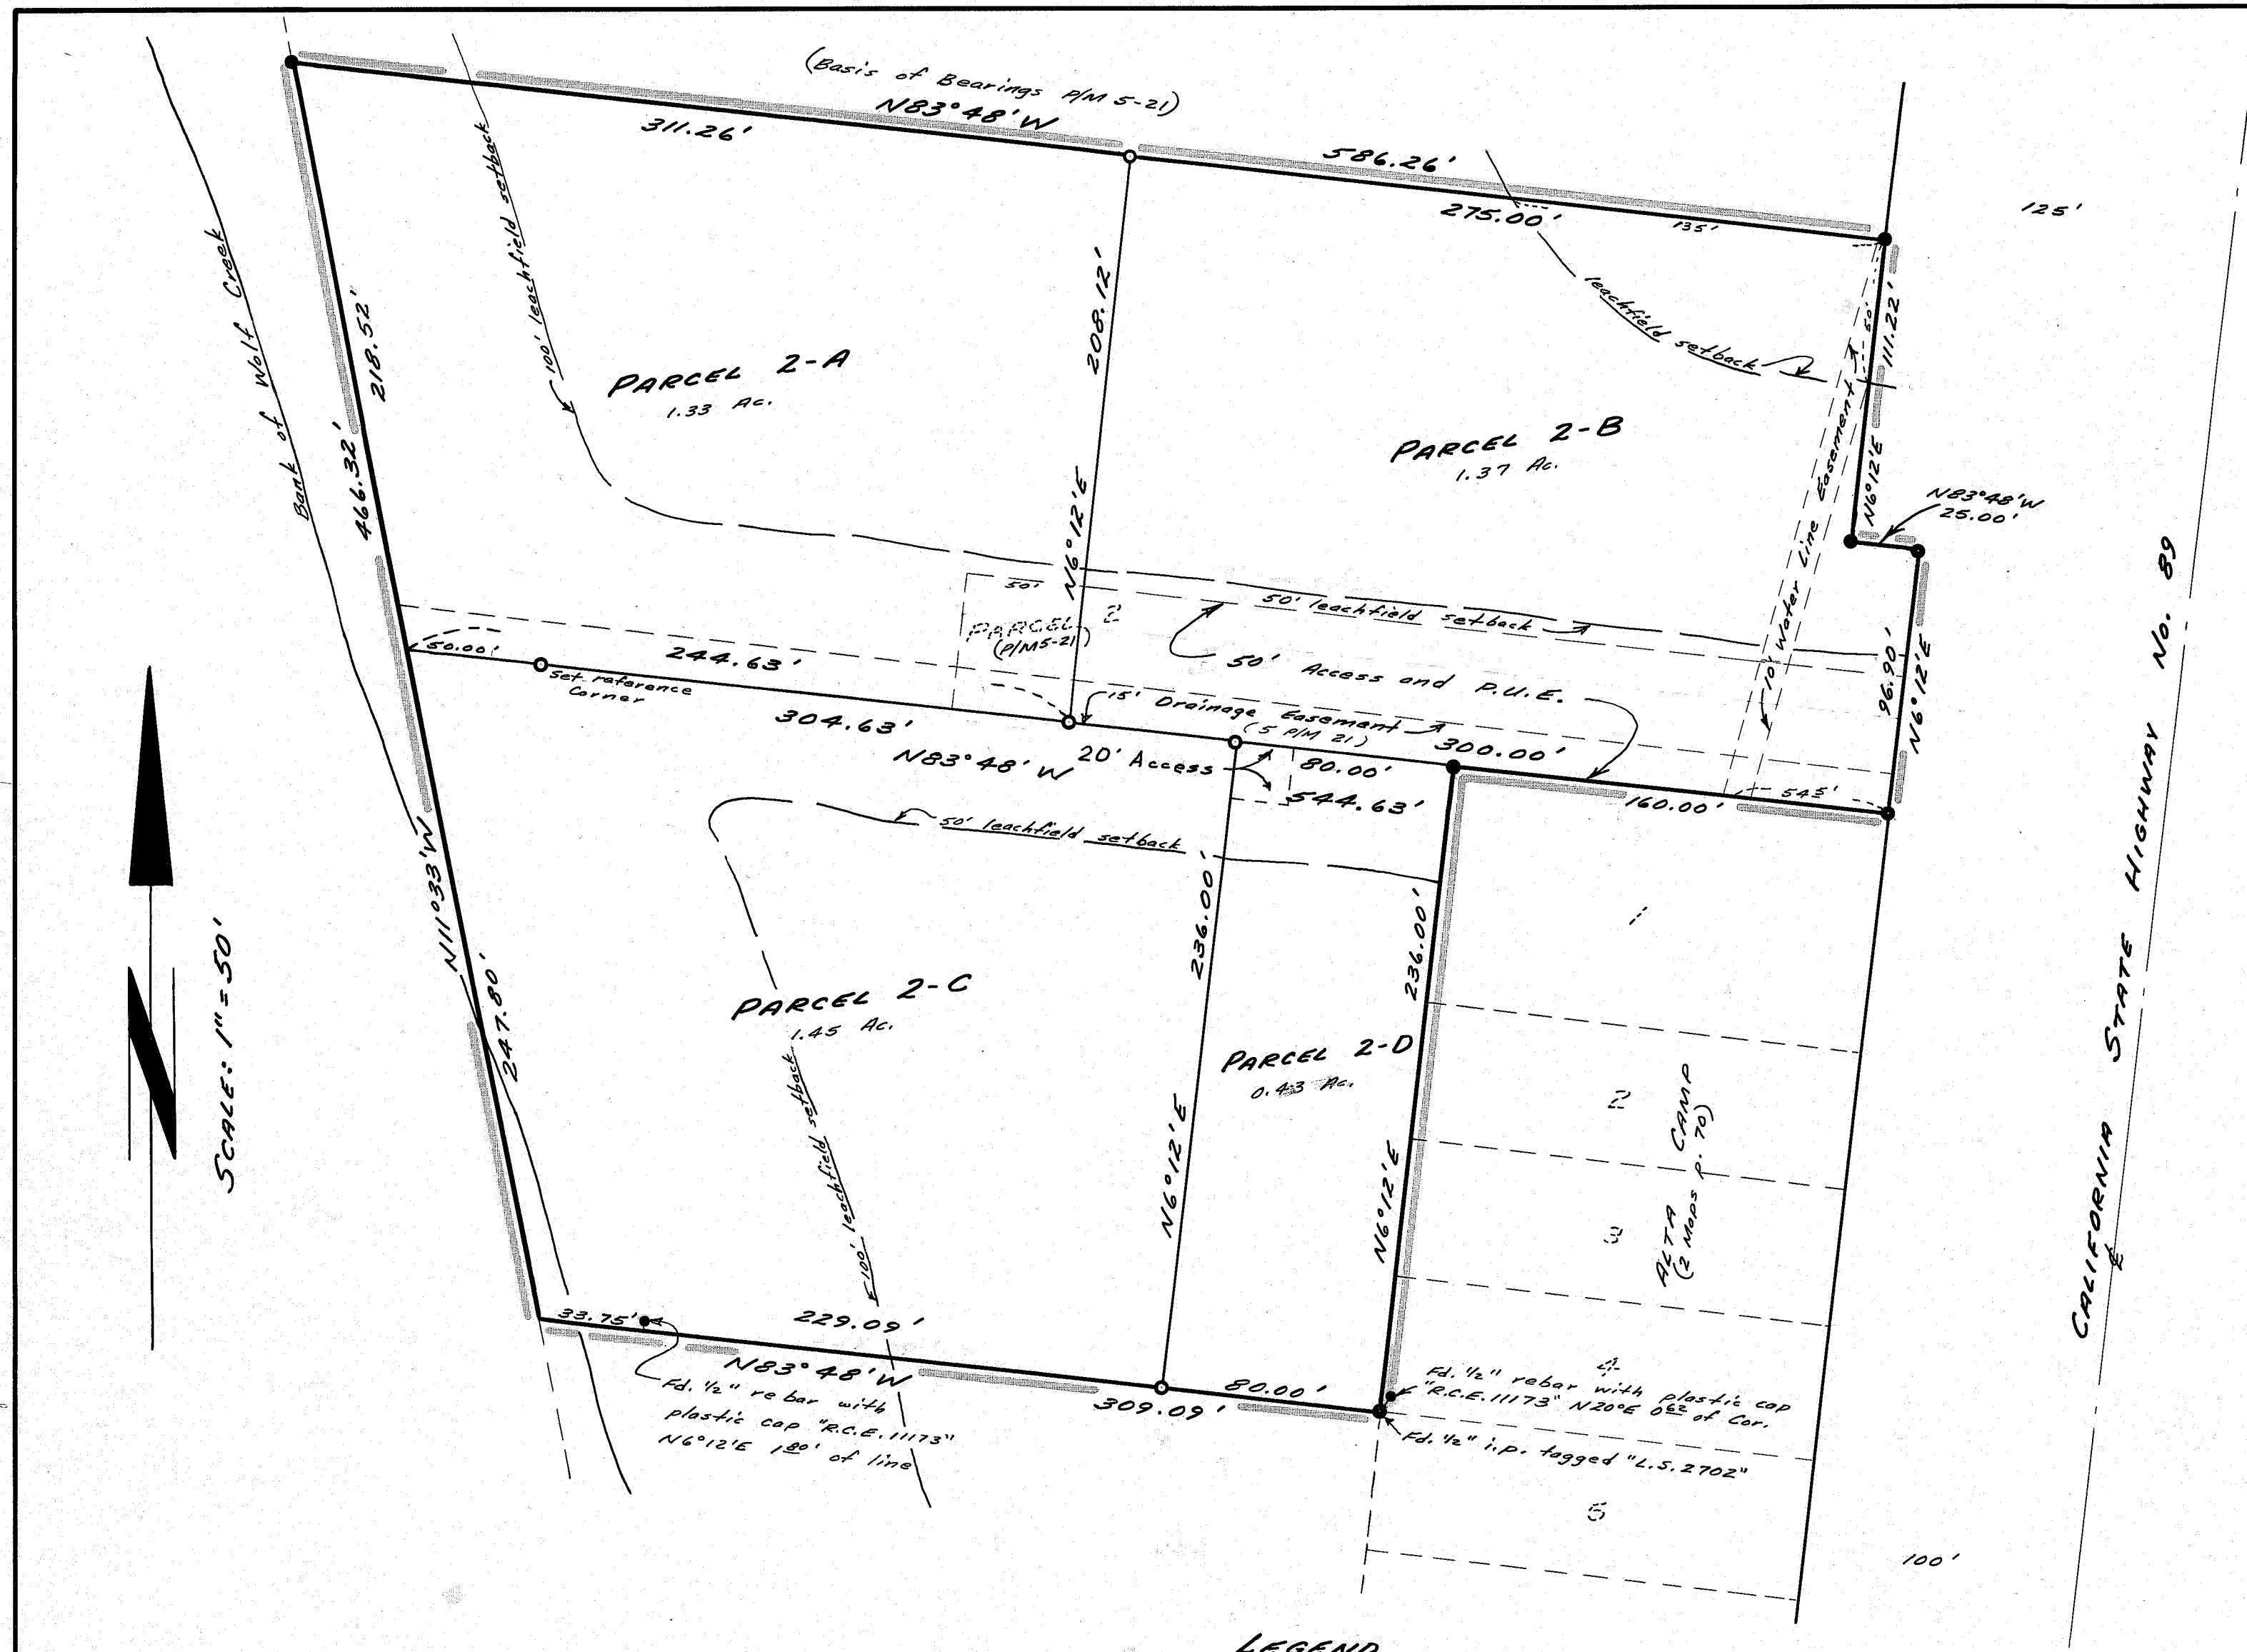 (Basis of Bearings P/M 5-21)
N83°48'W
311.26'
586.26'
275.00'
135'
125'
Bank of Wolf Creek
100' leachfield setback
218.52'
466.32'
208.12'
N6°12'E
PARCEL 2-A
1.33 Ac.
leachfield setback
50'
111.22'
N6°12'E
PARCEL 2-B
1.37 Ac.
10' Water Line Easement
N83°48'W
25.00'
50'
PARCEL 2
(P/M5-21)
50' leachfield setback
50' Access and P.U.E.
96.90'
N6°12'E
50.00'
Set reference
Corner
244.63'
304.63'
15' Drainage Easement
(5 P/M 21)
300.00'
N83°48'W
20' Access
80.00'
544.63'
160.00'
54.5'
50' leachfield setback
N11°33'W
247.80'
236.00'
N6°12'E
236.00'
N6°12'E
PARCEL 2-C
1.45 Ac.
100' leachfield setback
PARCEL 2-D
0.43 Ac.
1
2
3
4
5
ALTA CAMP
(2 Maps P. 70)
CALIFORNIA STATE HIGHWAY No. 89
℄
SCALE: 1"=50'
N
33.75'
229.09'
N83°48'W
309.09'
80.00'
Fd. 1/2" rebar with
plastic cap "R.C.E. 11173"
N6°12'E 1.80' of line
Fd. 1/2" rebar with plastic cap
"R.C.E. 11173" N20°E 0.62 of Cor.
Fd. 1/2" i.p. tagged "L.S. 2702"
100'
LEGEND